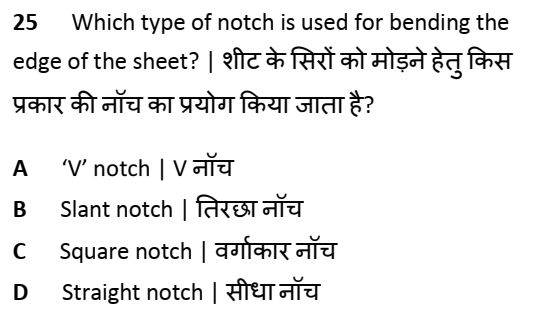 25 Which type of notch is used for bending the
edge of the sheet? | शीट के सिरों को मोड़ने हेतु किस
प्रकार की नॉच का प्रयोग किया जाता है?
A ‘V’ notch | V नॉच
B Slant notch | तिरछा नॉच
C Square notch | वर्गाकार नॉच
D Straight notch | सीधा नॉच